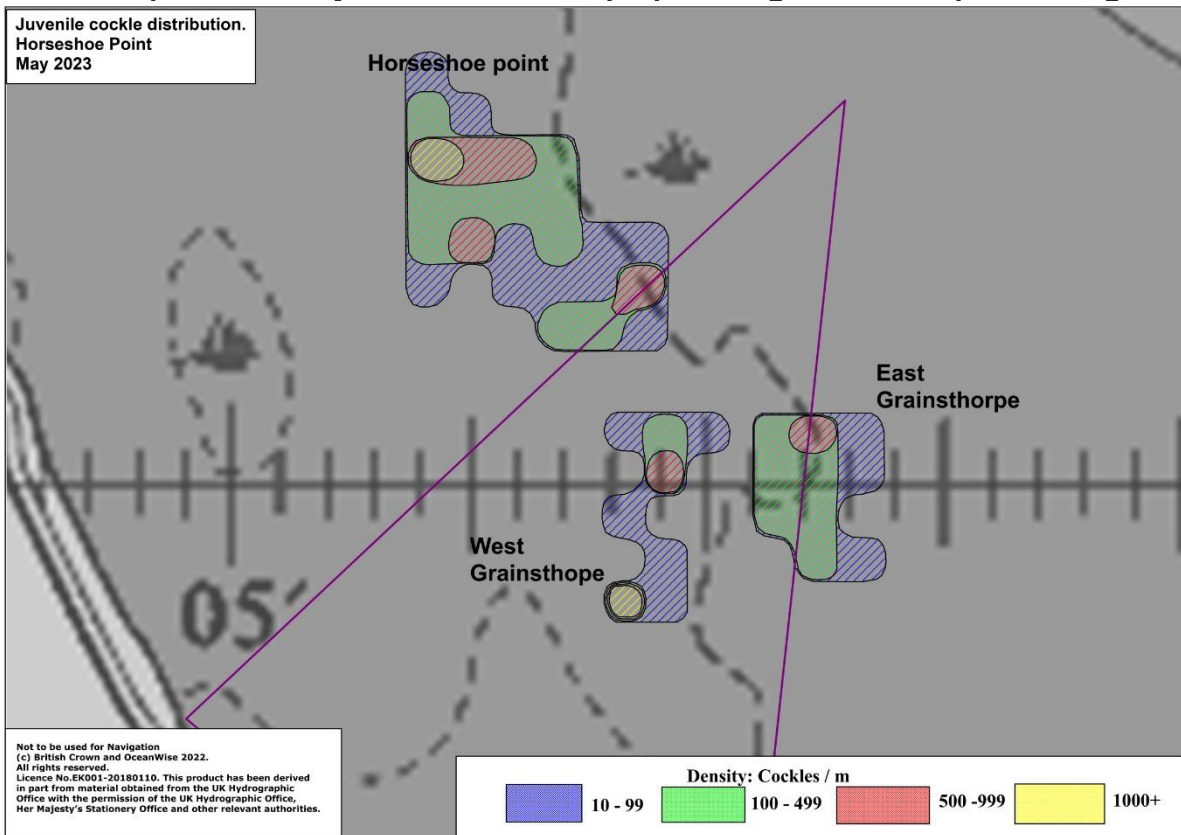 Juvenile cockle distribution.
Horseshoe Point
May 2023
Horseshoe point
East
Grainsthorpe
West
Grainsthope
05'
Not to be used for Navigation
(c) British Crown and OceanWise 2022.
All rights reserved.
Licence No.EK001-20180110. This product has been derived
in part from material obtained from the UK Hydrographic
Office with the permission of the UK Hydrographic Office,
Her Majesty's Stationery Office and other relevant authorities.
Density: Cockles / m
10 - 99
100 - 499
500 -999
1000+